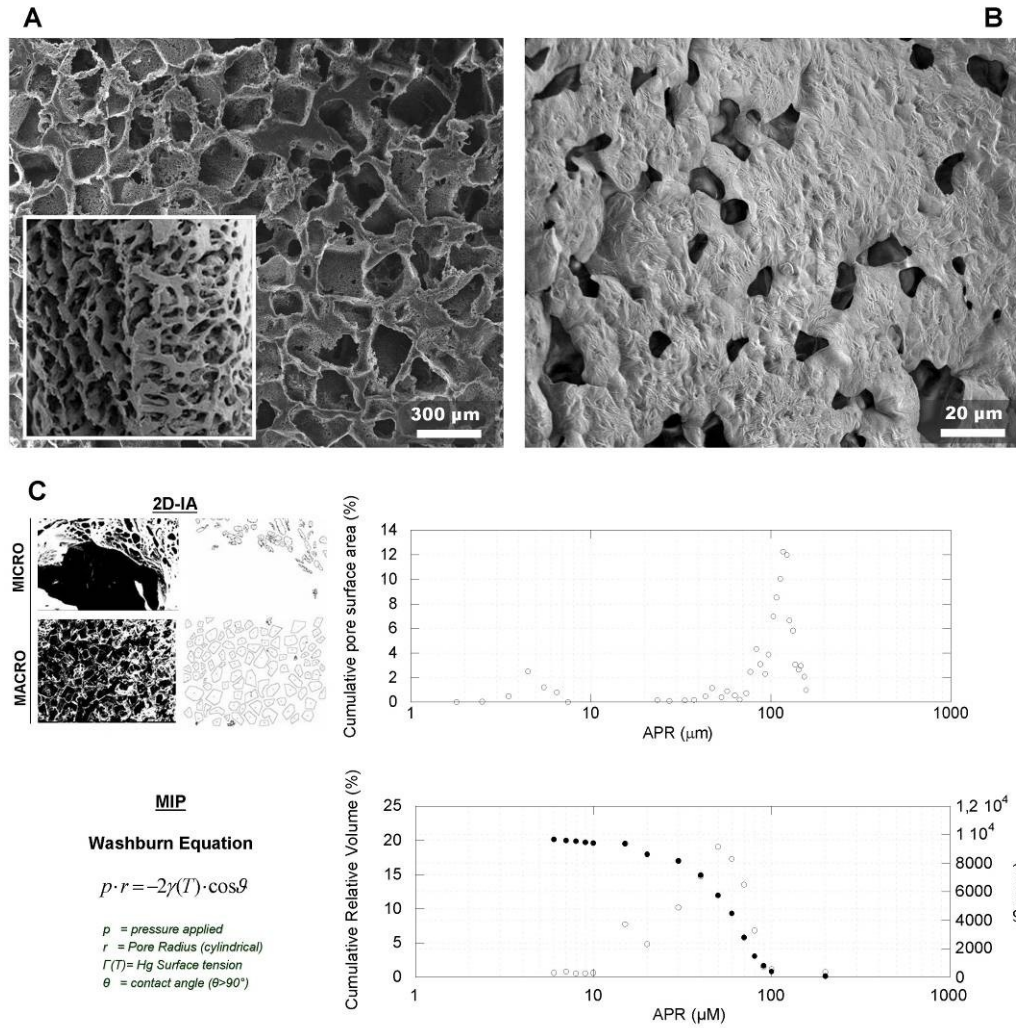 A
B
300 µm
20 µm
C
2D-IA
MICRO
MACRO
Cumulative pore surface area (%)
14
12
10
8
6
4
2
0
1
10
100
1000
APR (µm)
MIP
Washburn Equation
p·r=−2γ(T)·cosϑ
p = pressure applied
r = Pore Radius (cylindrical)
Γ(T)= Hg Surface tension
θ = contact angle (θ>90°)
Cumulative Relative Volume (%)
25
20
15
10
5
0
1,2 10⁴
10⁴
8000
6000
4000
2000
0
1
10
100
1000
APR (µM)